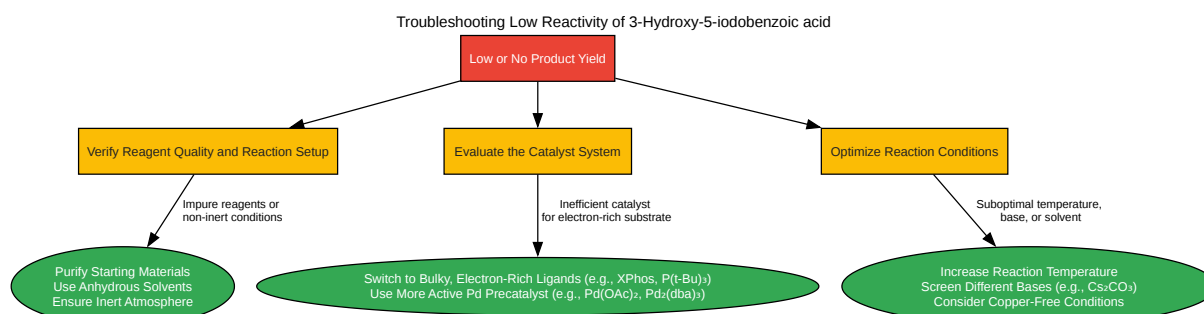 Troubleshooting Low Reactivity of 3-Hydroxy-5-iodobenzoic acid
Low or No Product Yield
Verify Reagent Quality and Reaction Setup
Evaluate the Catalyst System
Optimize Reaction Conditions
Impure reagents or
non-inert conditions
Inefficient catalyst
for electron-rich substrate
Suboptimal temperature,
base, or solvent
Purify Starting Materials
Use Anhydrous Solvents
Ensure Inert Atmosphere
Switch to Bulky, Electron-Rich Ligands (e.g., XPhos, P(t-Bu)₃)
Use More Active Pd Precatalyst (e.g., Pd(OAc)₂, Pd₂(dba)₃)
Increase Reaction Temperature
Screen Different Bases (e.g., Cs₂CO₃)
Consider Copper-Free Conditions